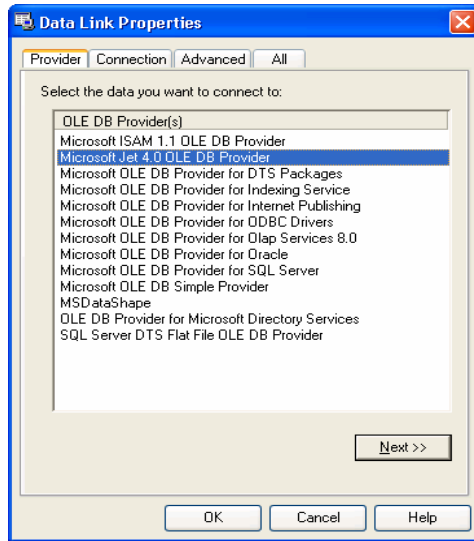 Data Link Properties
Provider Connection Advanced All
Select the data you want to connect to:
OLE DB Provider(s)
Microsoft ISAM 1.1 OLE DB Provider
Microsoft Jet 4.0 OLE DB Provider
Microsoft OLE DB Provider for DTS Packages
Microsoft OLE DB Provider for Indexing Service
Microsoft OLE DB Provider for Internet Publishing
Microsoft OLE DB Provider for ODBC Drivers
Microsoft OLE DB Provider for Olap Services 8.0
Microsoft OLE DB Provider for Oracle
Microsoft OLE DB Provider for SQL Server
Microsoft OLE DB Simple Provider
MSDataShape
OLE DB Provider for Microsoft Directory Services
SQL Server DTS Flat File OLE DB Provider
Next >>
OK Cancel Help